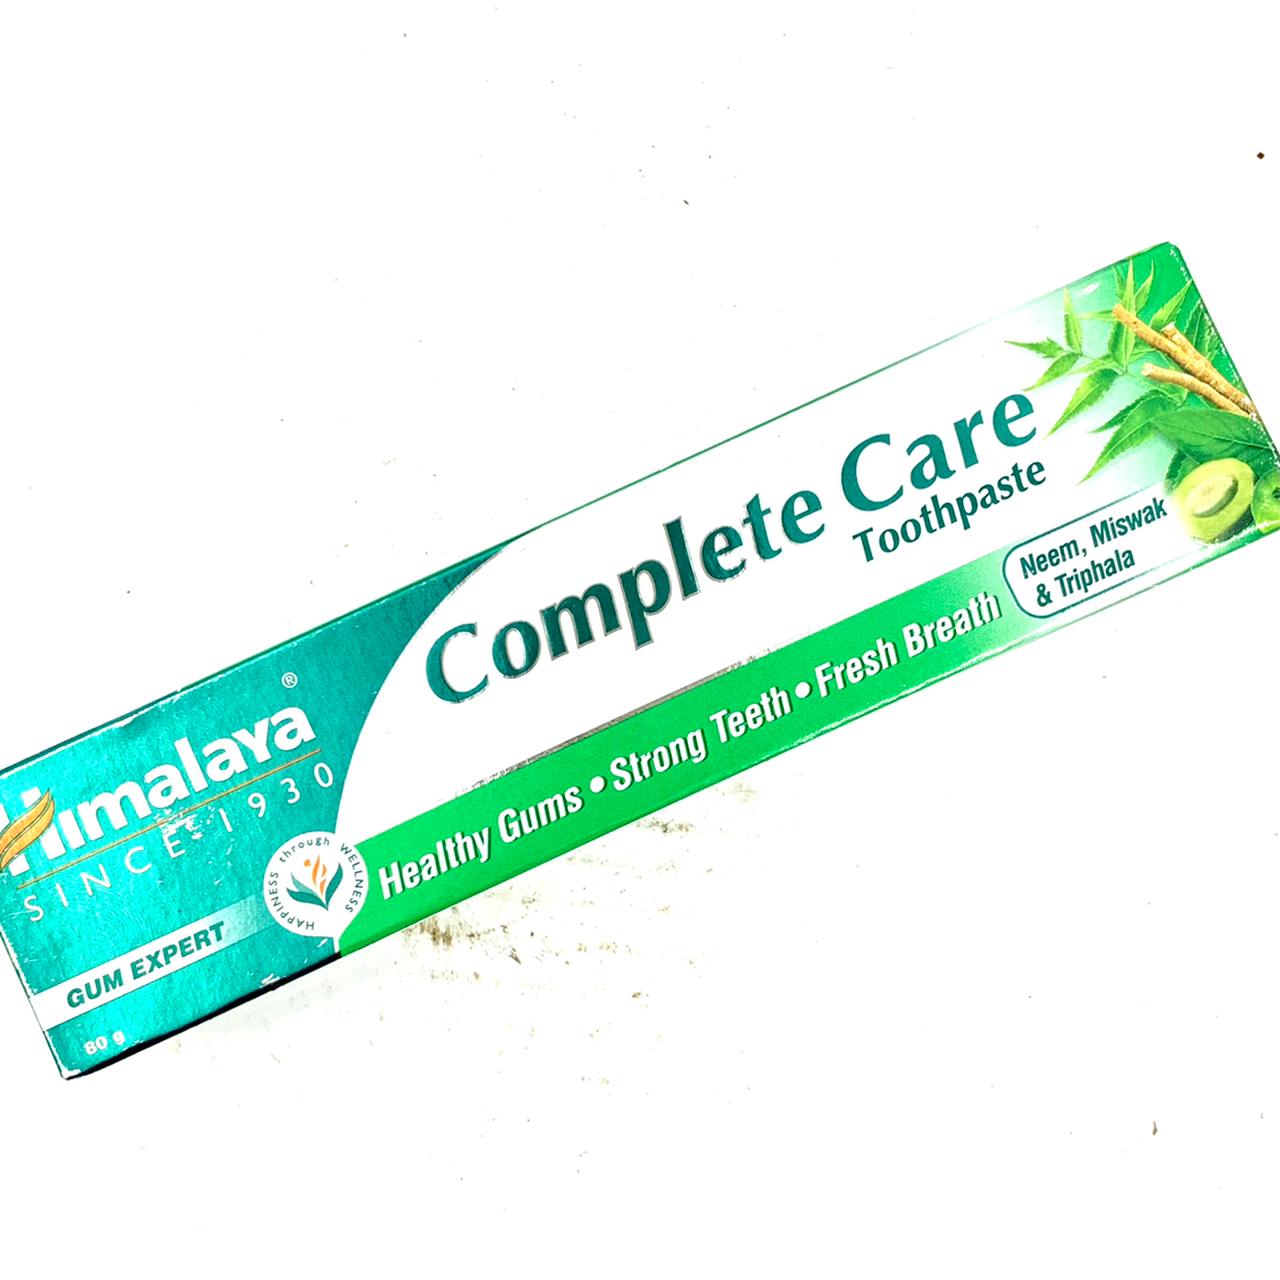 Himalaya®
SINCE 1930
HAPPINESS through WELLNESS
GUM EXPERT
80 g
Complete Care
Toothpaste
Healthy Gums • Strong Teeth • Fresh Breath
Neem, Miswak
& Triphala